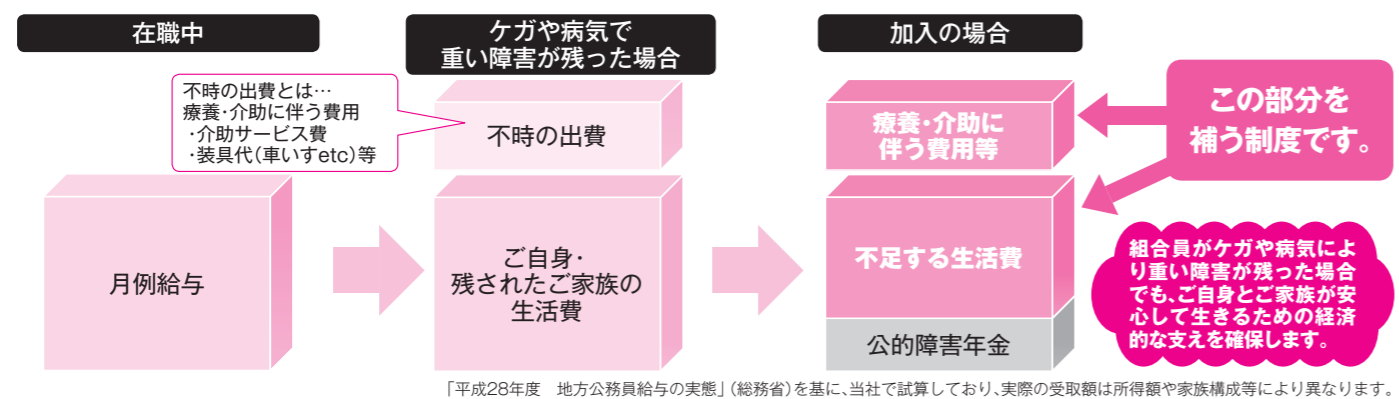 在職中
ケガや病気で
重い障害が残った場合
加入の場合
不時の出費とは…
療養・介助に伴う費用
・介助サービス費
・装具代(車いすetc)等
不時の出費
療養・介助に
伴う費用等
この部分を
補う制度です。
月例給与
ご自身・
残されたご家族の
生活費
不足する生活費
公的障害年金
組合員がケガや病気によ
り重い障害が残った場合
でも、ご自身とご家族が安
心して生きるための経済
的な支えを確保します。
「平成28年度　地方公務員給与の実態」(総務省)を基に、当社で試算しており、実際の受取額は所得額や家族構成等により異なります。